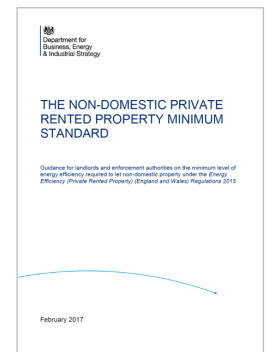 Department for
Business, Energy
& Industrial Strategy
THE NON-DOMESTIC PRIVATE
RENTED PROPERTY MINIMUM
STANDARD
Guidance for landlords and enforcement authorities on the minimum level of
energy efficiency required to let non-domestic property under the Energy
Efficiency (Private Rented Property) (England and Wales) Regulations 2015
February 2017